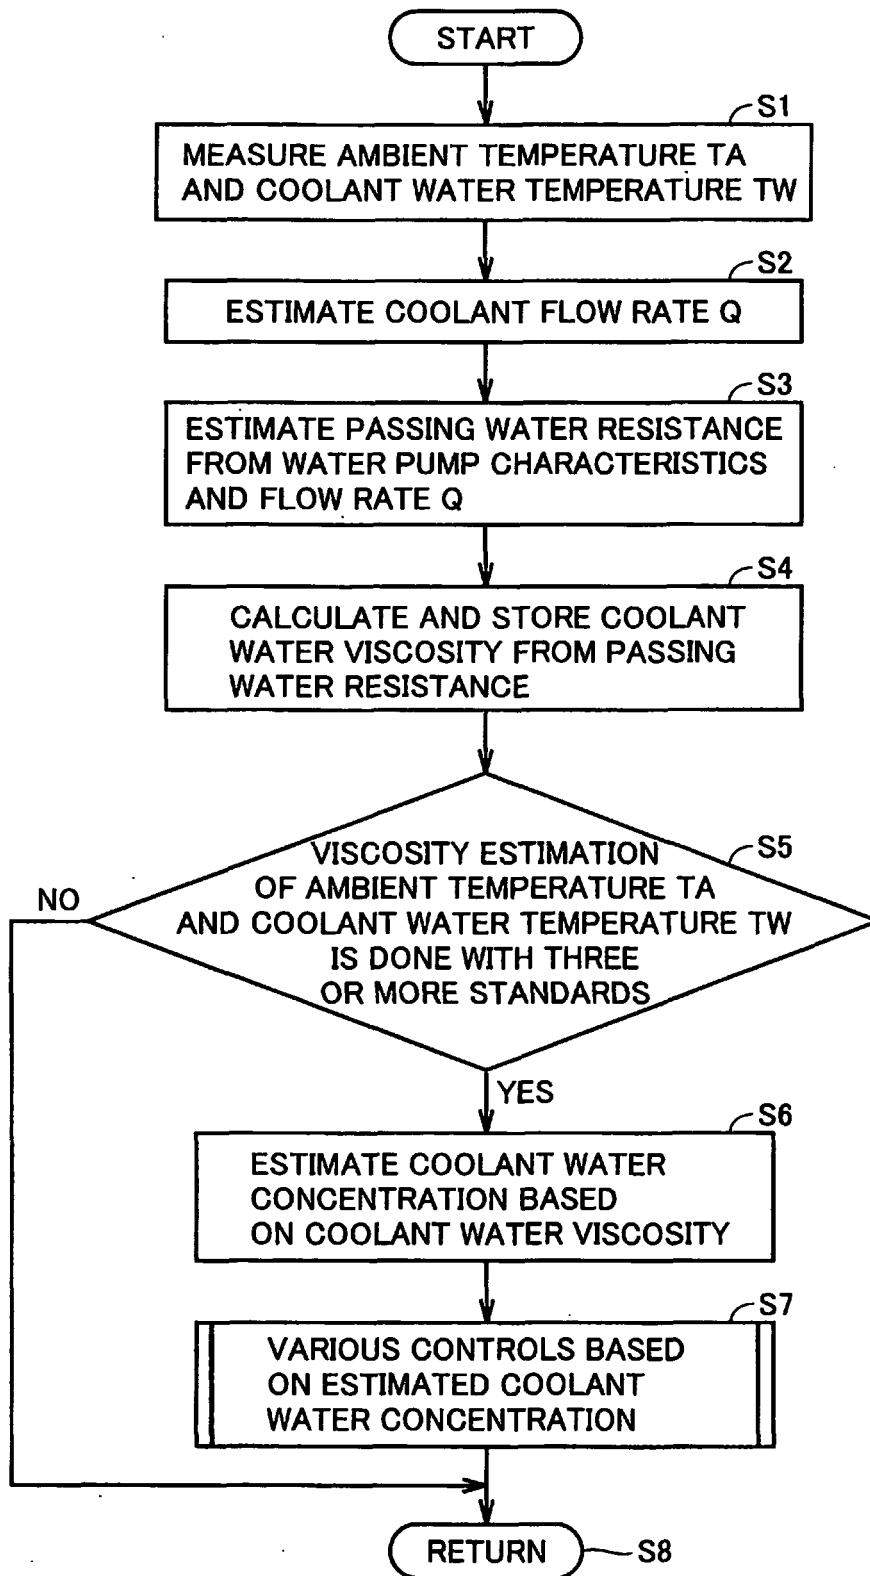 START
S1
MEASURE AMBIENT TEMPERATURE TA
AND COOLANT WATER TEMPERATURE TW
S2
ESTIMATE COOLANT FLOW RATE Q
S3
ESTIMATE PASSING WATER RESISTANCE
FROM WATER PUMP CHARACTERISTICS
AND FLOW RATE Q
S4
CALCULATE AND STORE COOLANT
WATER VISCOSITY FROM PASSING
WATER RESISTANCE
S5
VISCOSITY ESTIMATION
OF AMBIENT TEMPERATURE TA
AND COOLANT WATER TEMPERATURE TW
IS DONE WITH THREE
OR MORE STANDARDS
NO
YES
S6
ESTIMATE COOLANT WATER
CONCENTRATION BASED
ON COOLANT WATER VISCOSITY
S7
VARIOUS CONTROLS BASED
ON ESTIMATED COOLANT
WATER CONCENTRATION
RETURN
S8